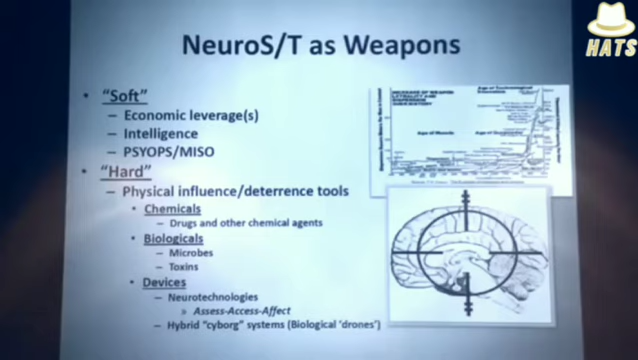 HATS
NeuroS/T as Weapons
• "Soft"
– Economic leverage(s)
– Intelligence
– PSYOPS/MISO
• "Hard"
– Physical influence/deterrence tools
• Chemicals
– Drugs and other chemical agents
• Biologicals
– Microbes
– Toxins
• Devices
– Neurotechnologies
» Assess-Access-Affect
– Hybrid "cyborg" systems (Biological 'drones')
Age of Muscle